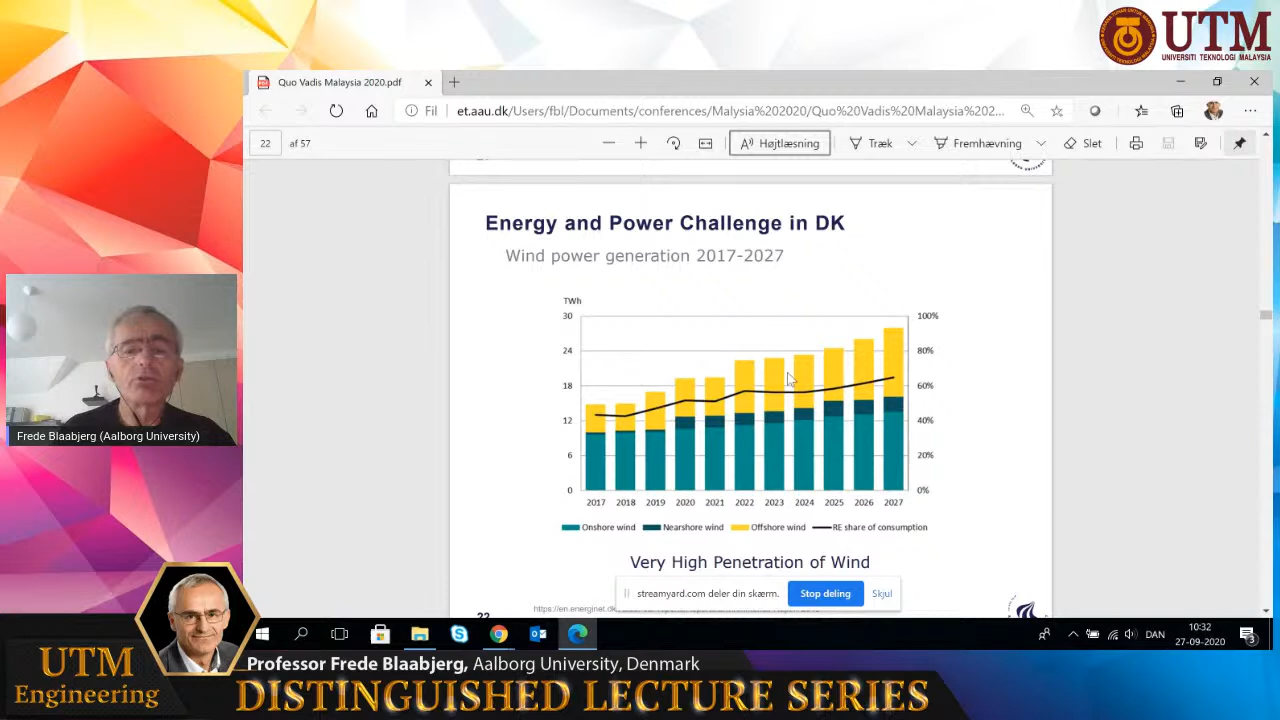 UTM
UNIVERSITI TEKNOLOGI MALAYSIA
Quo Vadis Malaysia 2020.pdf
Fil
et.aau.dk/Users/fbl/Documents/conferences/Malysia%202020/Quo%20Vadis%20Malaysia%202...
22
af 57
Højtlæsning
Træk
Fremhævning
Slet
Energy and Power Challenge in DK
Wind power generation 2017-2027
TWh
30
100%
24
80%
18
60%
12
40%
6
20%
0
0%
2017 2018 2019 2020 2021 2022 2023 2024 2025 2026 2027
Onshore wind Nearshore wind Offshore wind RE share of consumption
Very High Penetration of Wind
streamyard.com deler din skærm.
Stop deling
Skjul
22
Frede Blaabjerg (Aalborg University)
DAN
10:32
27-09-2020
3
UTM
Engineering
Professor Frede Blaabjerg, Aalborg University, Denmark
DISTINGUISHED LECTURE SERIES